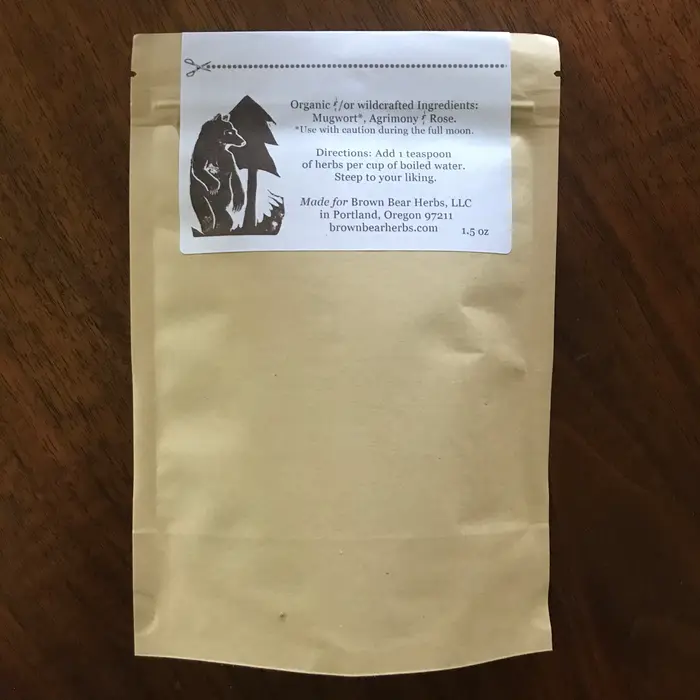 Organic &/or wildcrafted Ingredients:
Mugwort*, Agrimony & Rose.
*Use with caution during the full moon.
Directions: Add 1 teaspoon
of herbs per cup of boiled water.
Steep to your liking.
Made for Brown Bear Herbs, LLC
in Portland, Oregon 97211
brownbearherbs.com 1.5 oz